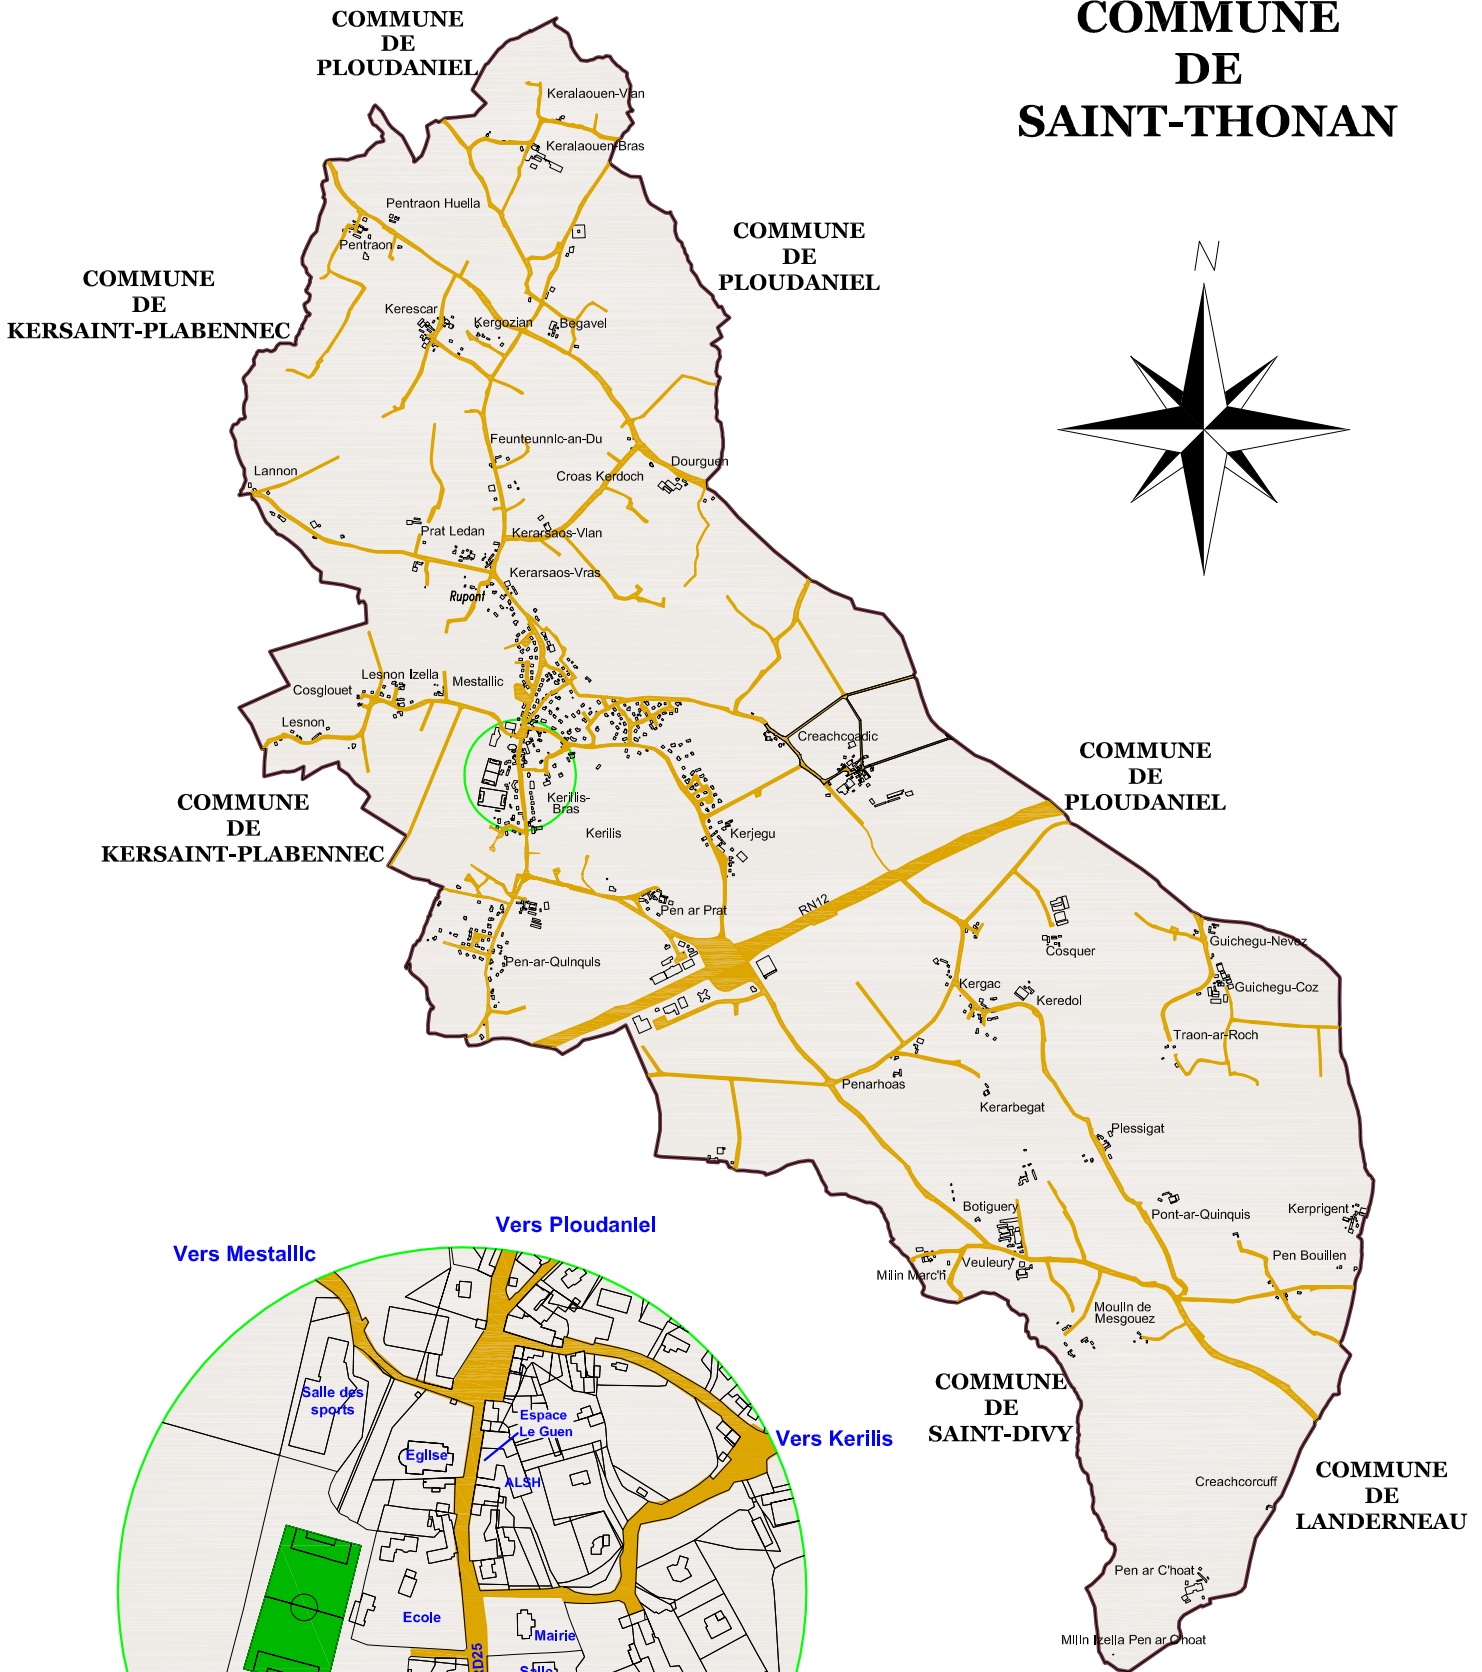 COMMUNE
DE
SAINT-THONAN
COMMUNE
DE
PLOUDANIEL
Keralaouen-Vian
Keralaouen-Bras
Pentraon Huella
Pentraon
COMMUNE
DE
PLOUDANIEL
N
COMMUNE
DE
KERSAINT-PLABENNEC
Kerescar
Kergozian
Begavel
Feunteunnic-an-Du
Lannon
Croas Kerdoch
Dourguen
Prat Ledan
Kerarsaos-Vian
Kerarsaos-Vras
Rupont
Lesnon Izella
Mestallic
Cosglouet
Lesnon
Creachcoadic
COMMUNE
DE
PLOUDANIEL
COMMUNE
DE
KERSAINT-PLABENNEC
Kerilis-
Bras
Kerilis
Kerjegu
Pen ar Prat
RN12
Pen-ar-Quinquis
Cosquer
Guichegu-Nevez
Guichegu-Coz
Kergac
Keredol
Traon-ar-Roch
Penarhoas
Kerarbegat
Plessigat
Botiguery
Pont-ar-Quinquis
Kerprigent
Pen Bouillen
Veuleury
Milin Marc'h
Moulin de
Mesgouez
COMMUNE
DE
SAINT-DIVY
Creachcorcuff
COMMUNE
DE
LANDERNEAU
Pen ar C'hoat
Milin Izella Pen ar C'hoat
Vers Ploudaniel
Vers Mestallic
Salle des
sports
Espace
Le Guen
Vers Kerilis
Eglise
ALSH
Ecole
Mairie
RD25
Salle